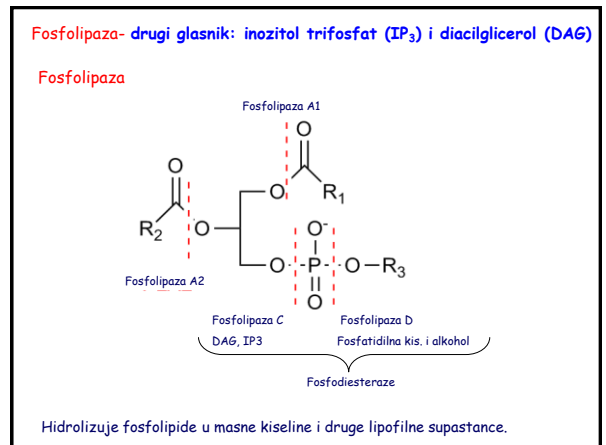 Fosfolipaza- drugi glasnik: inozitol trifosfat (IP₃) i diacilglicerol (DAG)
Fosfolipaza
Fosfolipaza A1
O
O
O
R₁
R₂
O
O⁻
O P O R₃
O
Fosfolipaza A2
Fosfolipaza C Fosfolipaza D
DAG, IP3 Fosfatidilna kis. i alkohol
Fosfodiesteraze
Hidrolizuje fosfolipide u masne kiseline i druge lipofilne supastance.